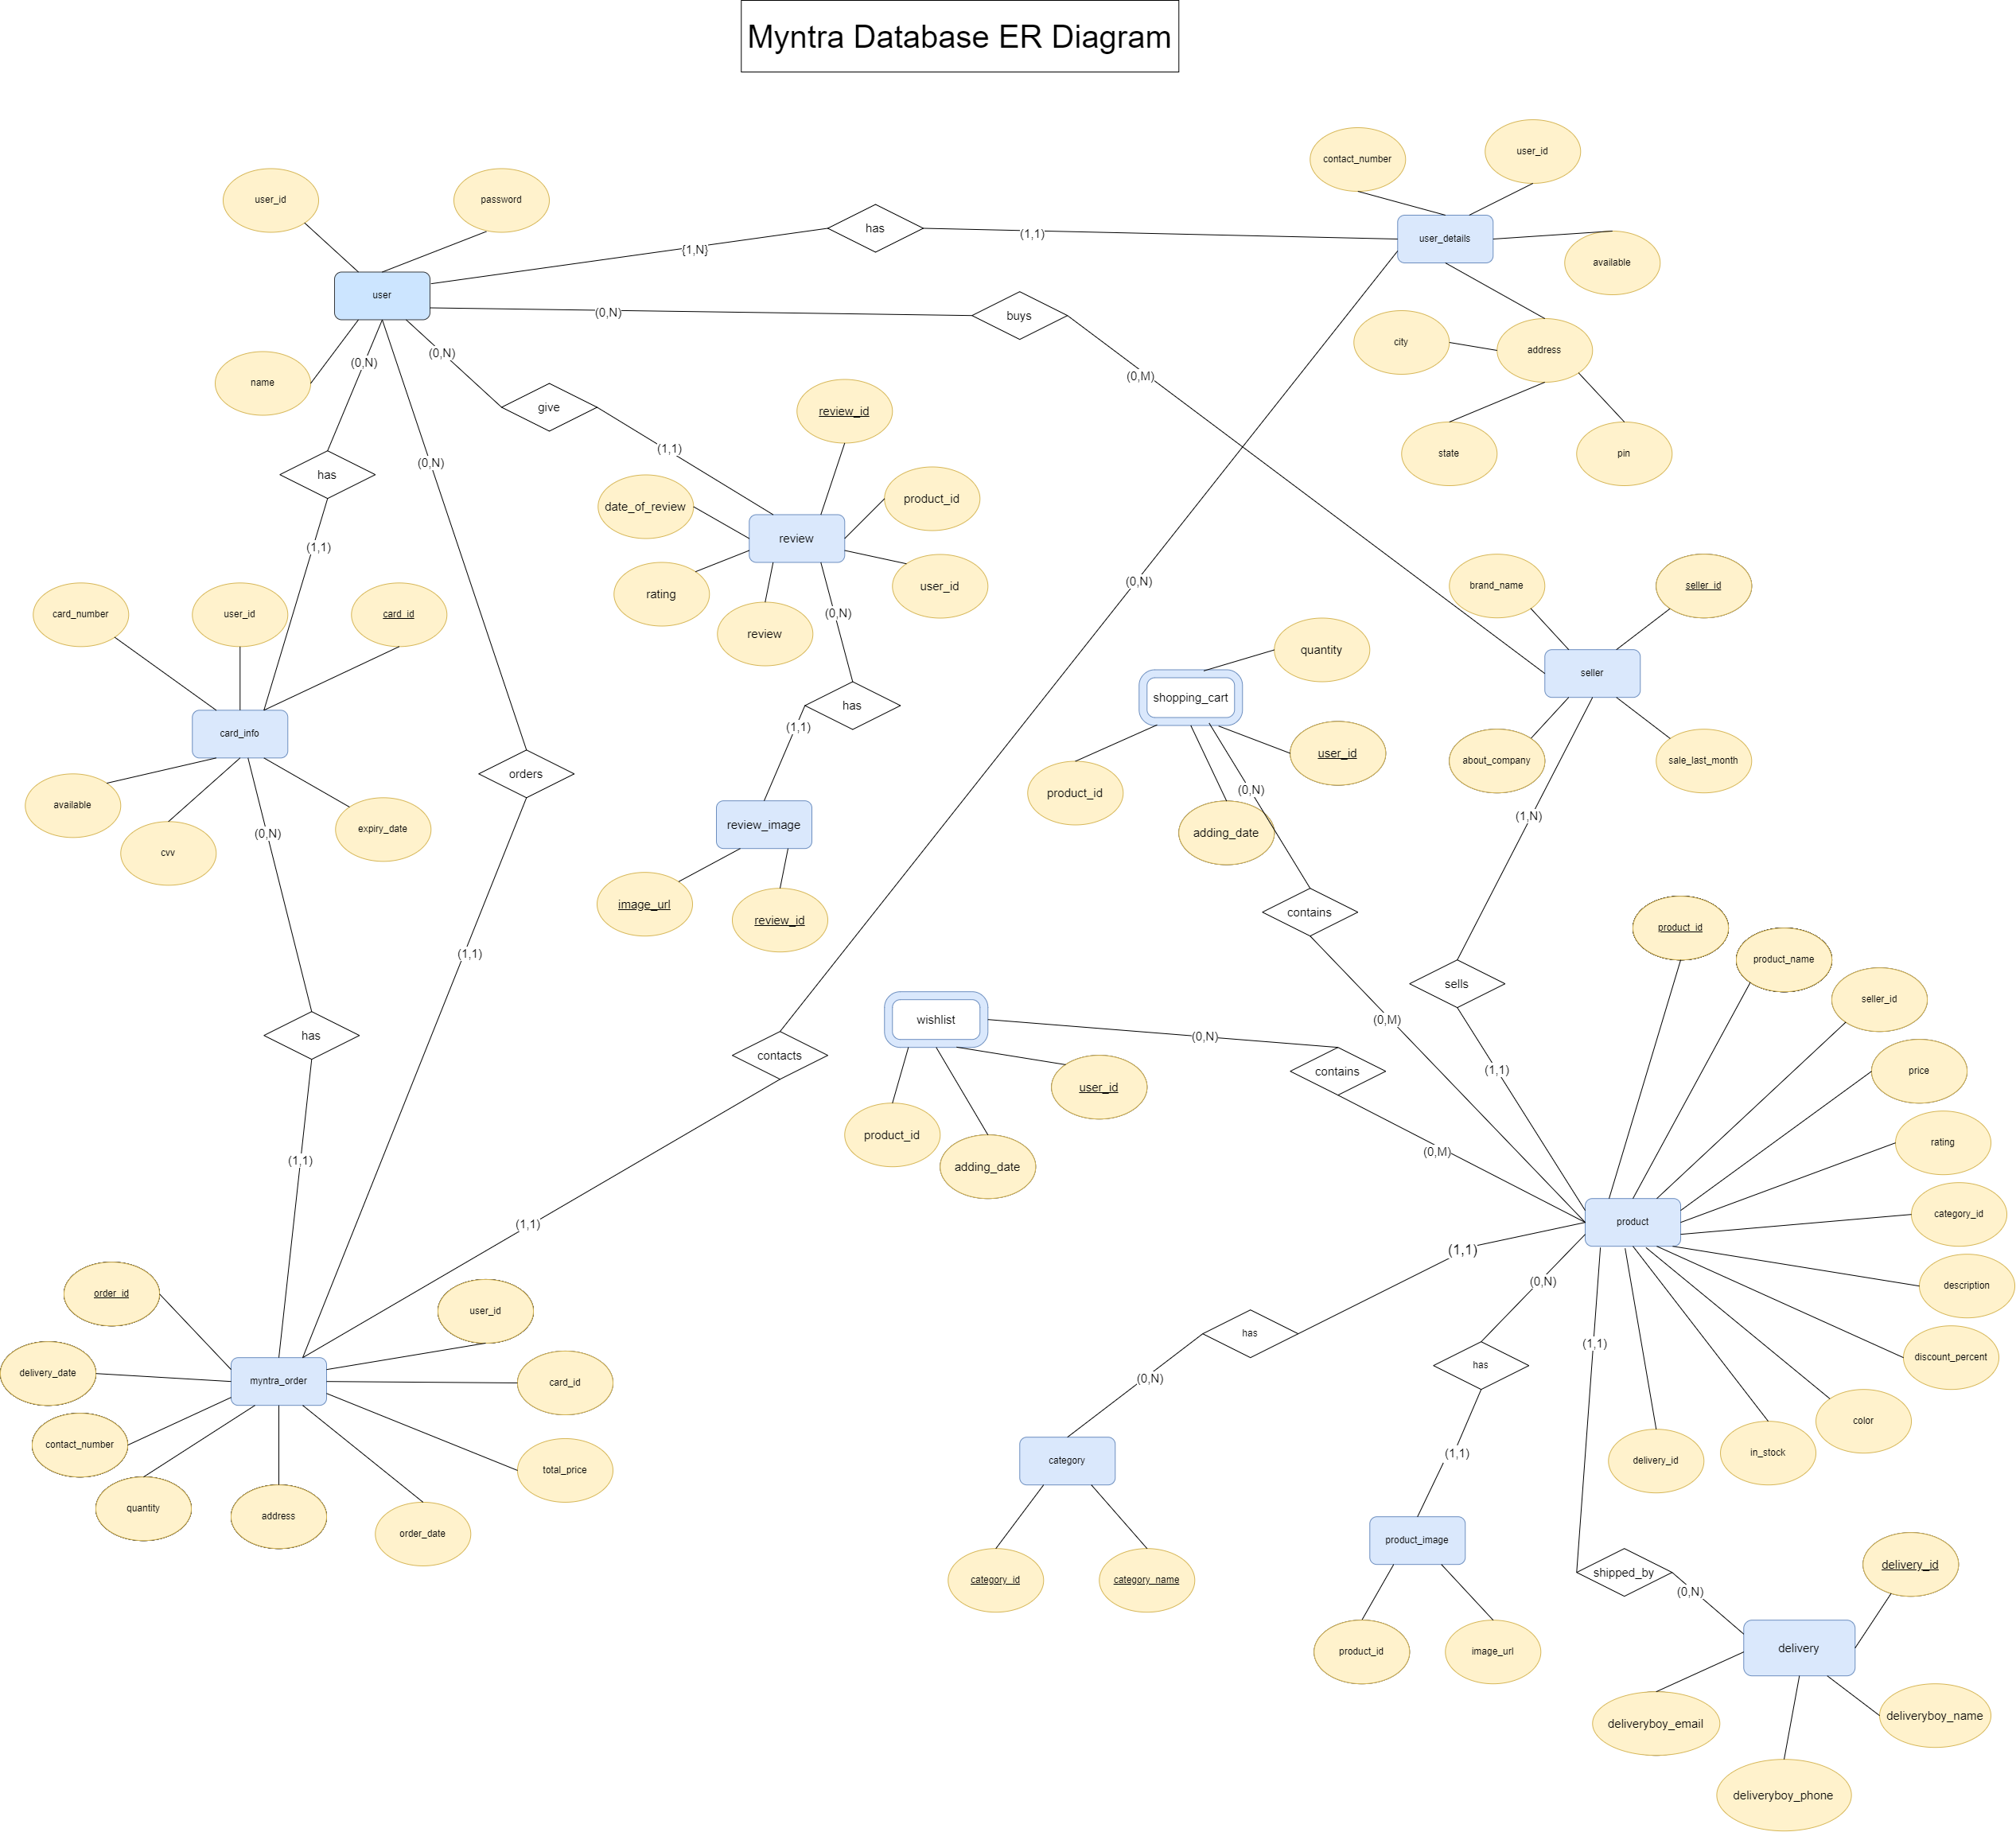 Myntra Database ER Diagram
contact_number
user_id
user_id
password
has
(1,1)
{1,N}
user_details
available
user
(0,N)
buys
city
address
(0,N)
(0,N)
name
(0,M)
give
review_id
state
pin
(1,1)
(0,N)
has
product_id
date_of_review
review
(1,1)
(0,N)
brand_name
seller_id
user_id
rating
card_number
user_id
card_id
(0,N)
review
quantity
seller
shopping_cart
has
(1,1)
card_info
user_id
about_company
sale_last_month
orders
(0,N)
product_id
available
(1,N)
review_image
expiry_date
(0,N)
adding_date
cvv
image_url
review_id
contains
product_id
(1,1)
product_name
sells
seller_id
wishlist
(0,M)
has
(0,N)
contacts
contains
(1,1)
price
user_id
product_id
rating
(0,M)
(1,1)
adding_date
category_id
product
(1,1)
(1,1)
(0,N)
description
order_id
user_id
has
(1,1)
discount_percent
has
delivery_date
myntra_order
(0,N)
card_id
color
contact_number
in_stock
(1,1)
category
delivery_id
total_price
quantity
address
order_date
product_image
delivery_id
shipped_by
category_id
category_name
(0,N)
delivery
product_id
image_url
deliveryboy_name
deliveryboy_email
deliveryboy_phone